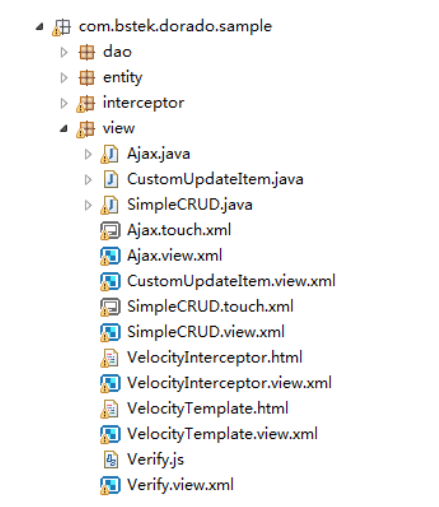 com.bstek.dorado.sample
dao
entity
interceptor
view
Ajax.java
CustomUpdateItem.java
SimpleCRUD.java
Ajax.touch.xml
Ajax.view.xml
CustomUpdateItem.view.xml
SimpleCRUD.touch.xml
SimpleCRUD.view.xml
VelocityInterceptor.html
VelocityInterceptor.view.xml
VelocityTemplate.html
VelocityTemplate.view.xml
Verify.js
Verify.view.xml